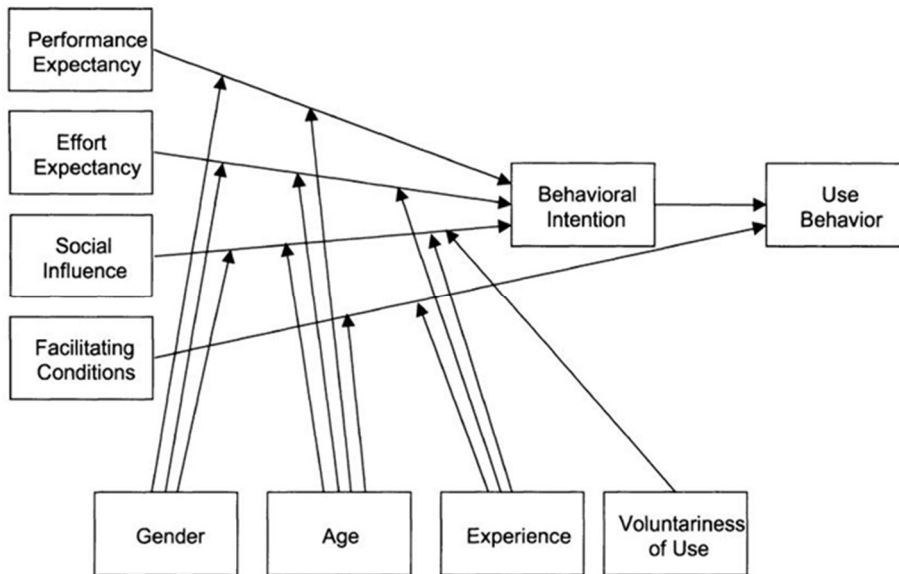 Performance
Expectancy
Effort
Expectancy
Social
Influence
Facilitating
Conditions
Behavioral
Intention
Use
Behavior
Gender
Age
Experience
Voluntariness
of Use